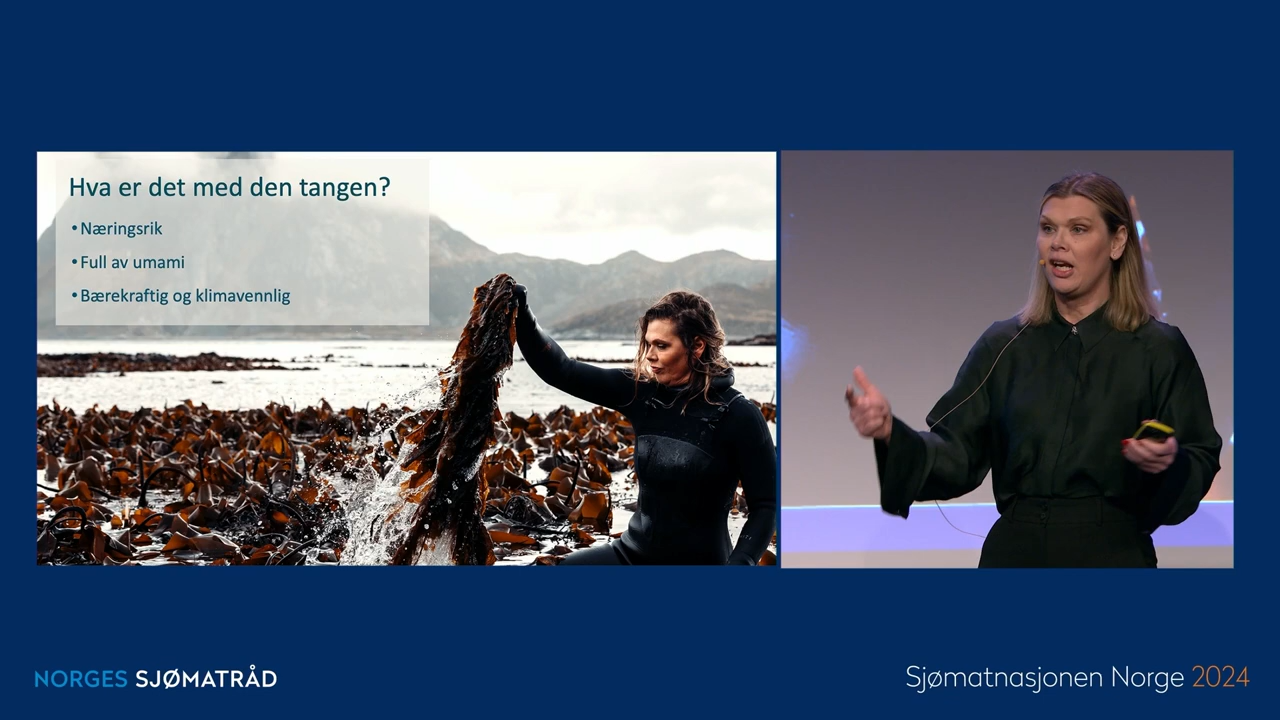 Hva er det med den tangen?
• Næringsrik
• Full av umami
• Bærekraftig og klimavennlig
NORGES SJØMATRÅD
Sjømatnasjonen Norge 2024